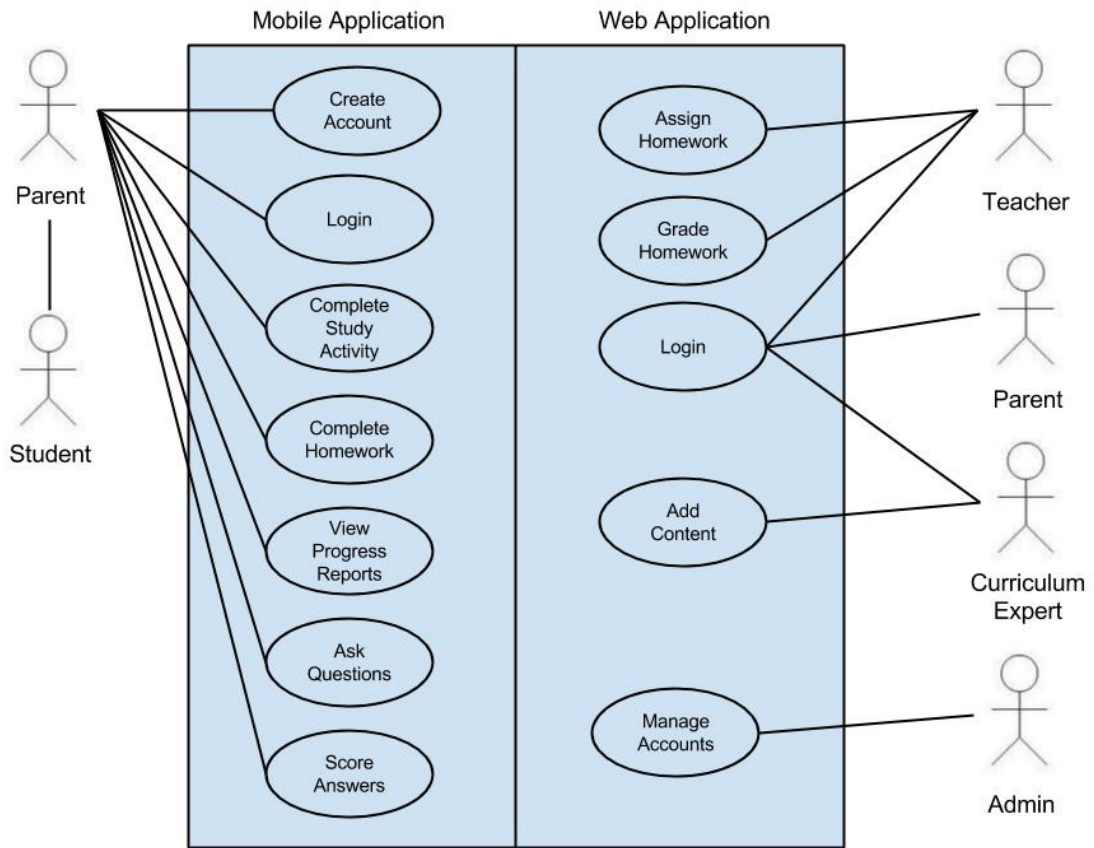 Mobile Application
Web Application
Parent
Student
Create
Account
Login
Complete
Study
Activity
Complete
Homework
View
Progress
Reports
Ask
Questions
Score
Answers
Assign
Homework
Grade
Homework
Login
Add
Content
Manage
Accounts
Teacher
Parent
Curriculum
Expert
Admin